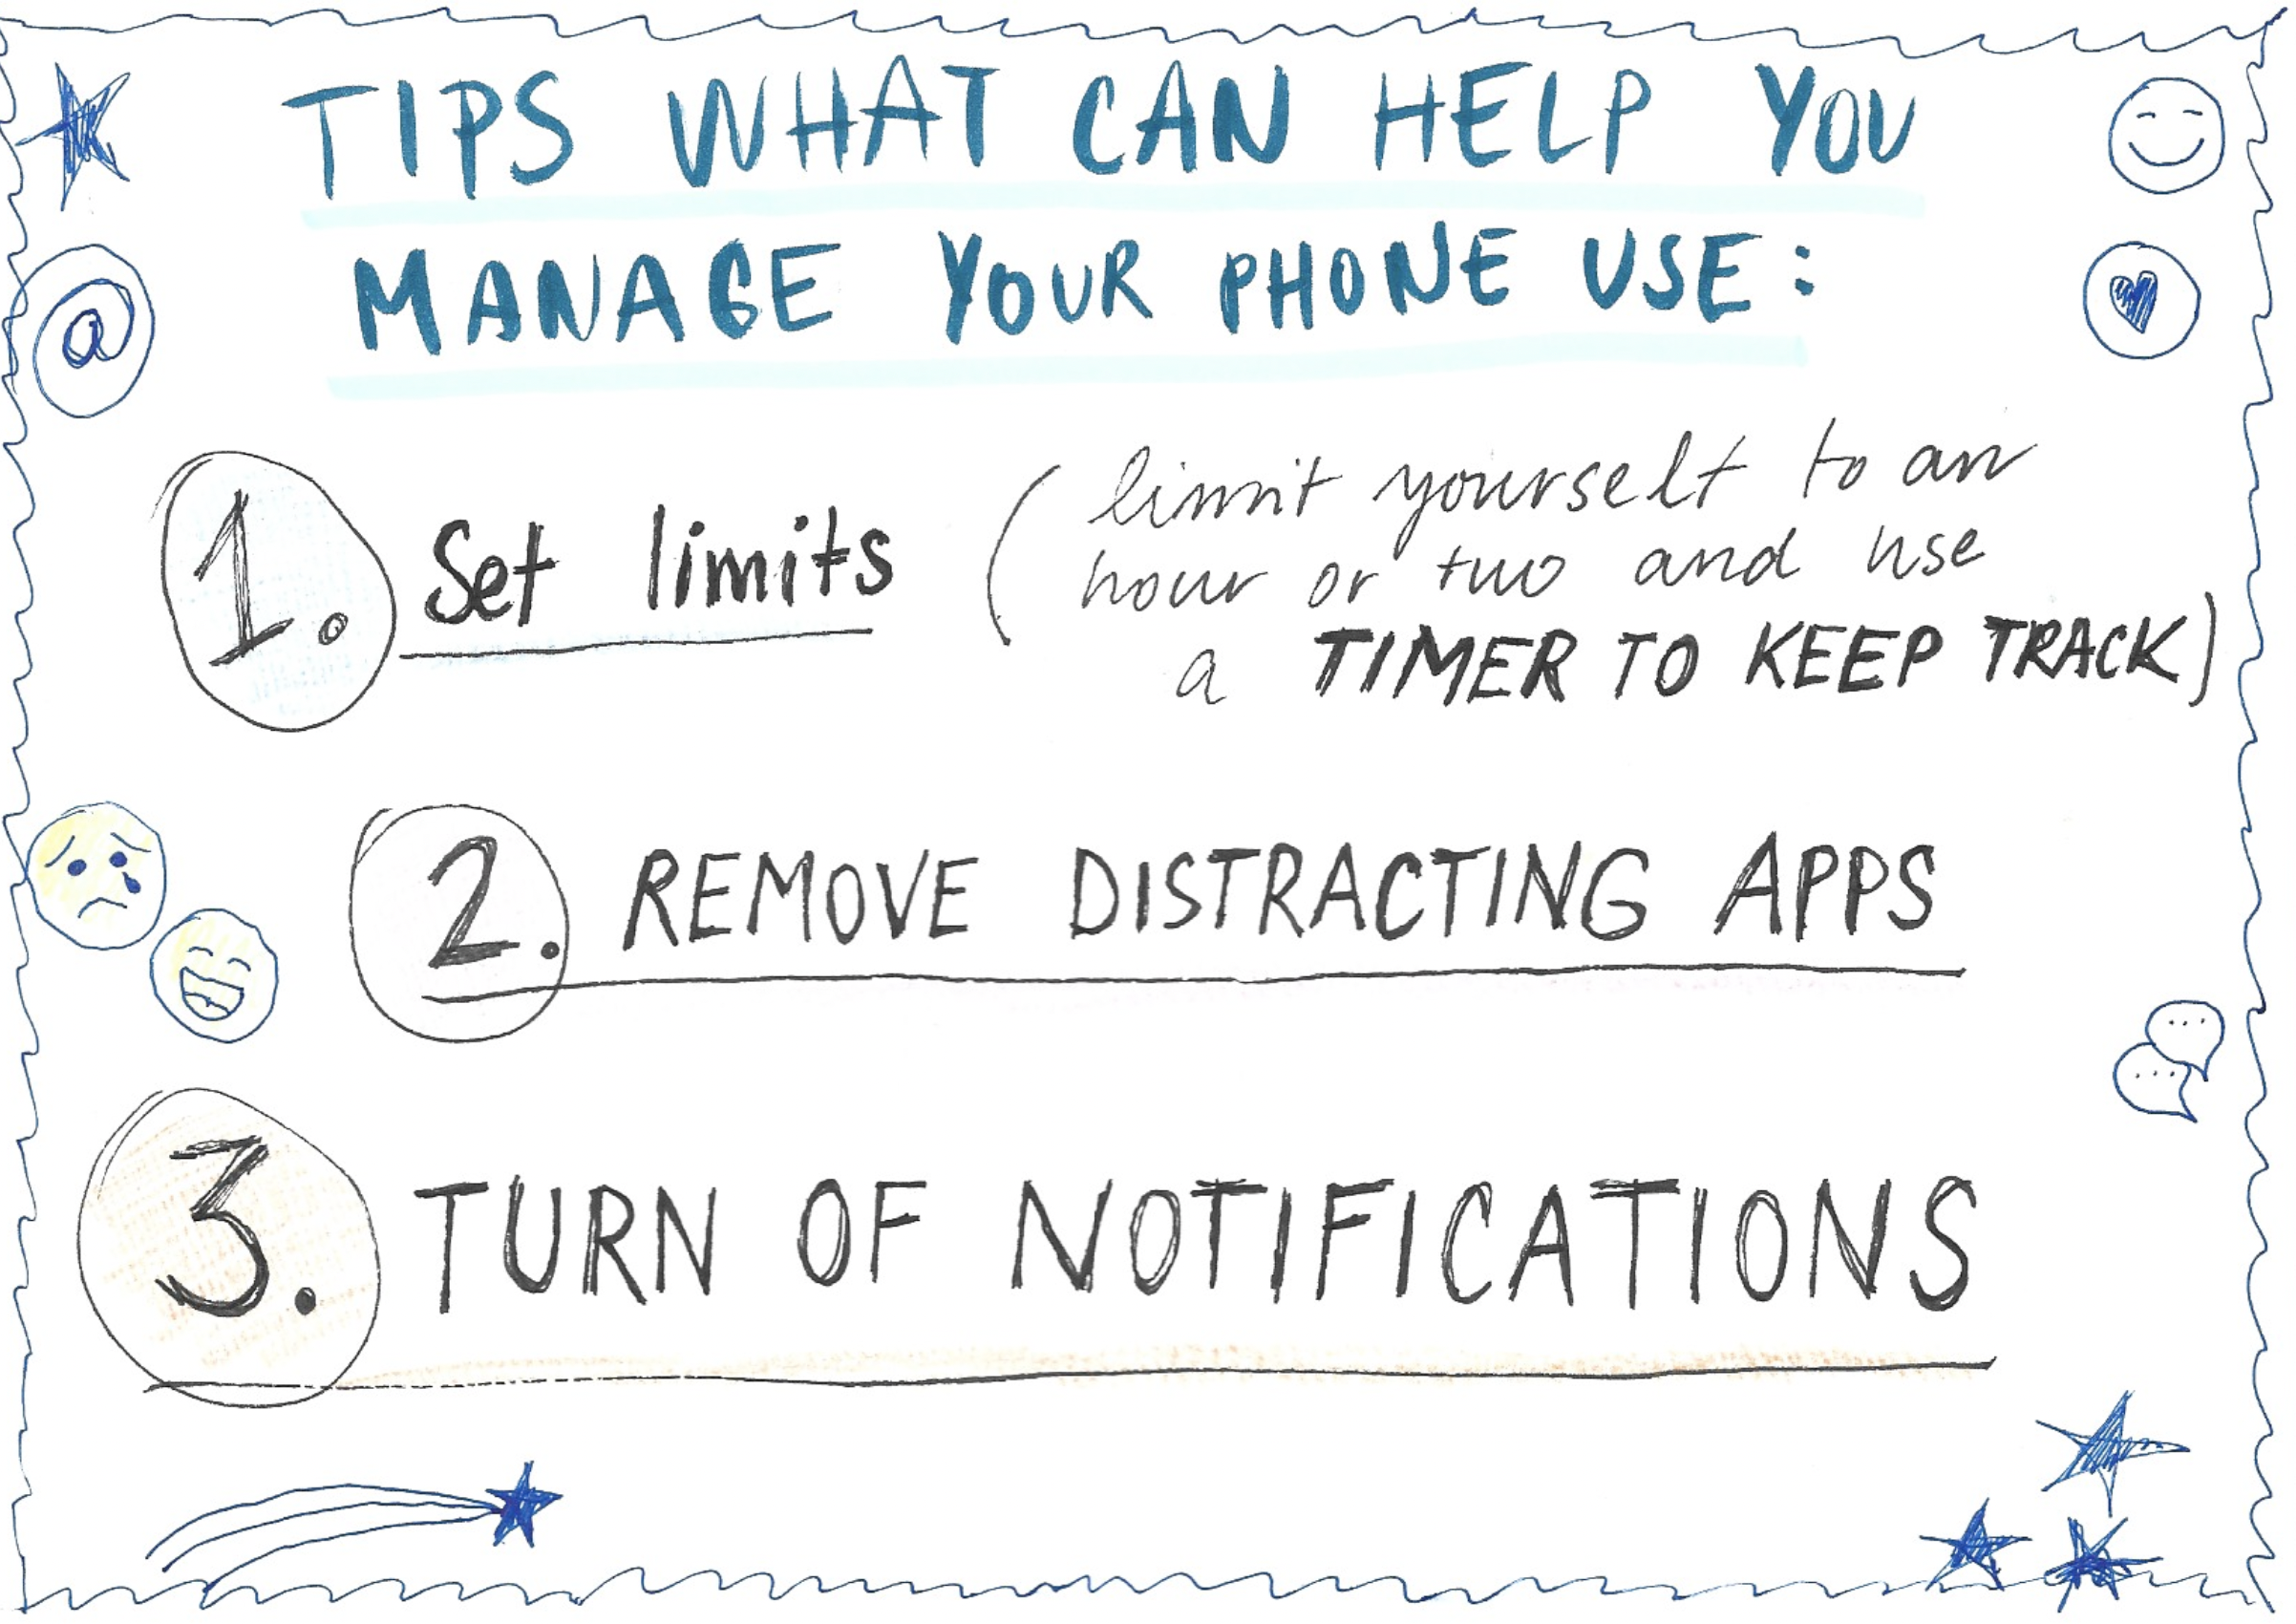 TIPS WHAT CAN HELP YOU
MANAGE YOUR PHONE USE:
1. Set limits (limit yourself to an
hour or two and use
a TIMER TO KEEP TRACK)
2. REMOVE DISTRACTING APPS
3. TURN OF NOTIFICATIONS
@